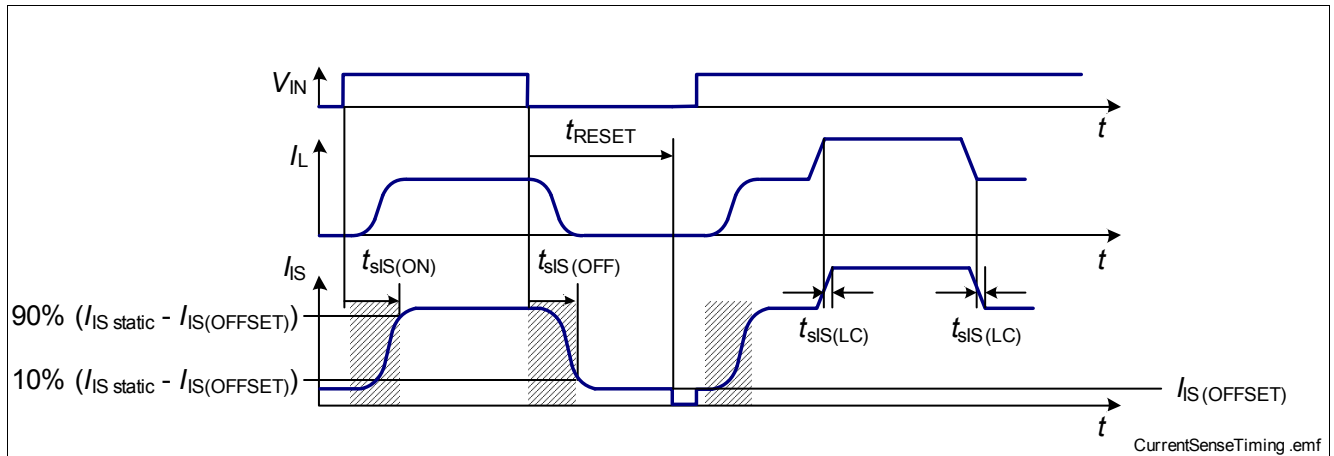 VIN
t
tRESET
IL
t
IIS
tsIS(ON)
tsIS(OFF)
90% (IIS static - IIS(OFFSET))
tsIS(LC)
tsIS(LC)
10% (IIS static - IIS(OFFSET))
IIS(OFFSET)
t
CurrentSenseTiming .emf